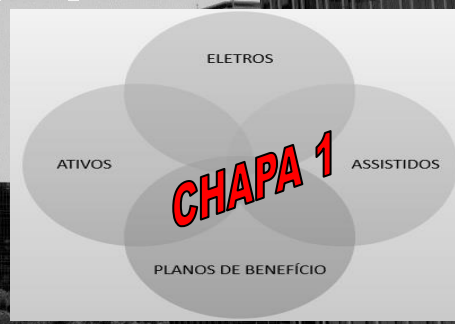 ELETROS
ATIVOS
CHAPA 1
ASSISTIDOS
PLANOS DE BENEFÍCIO